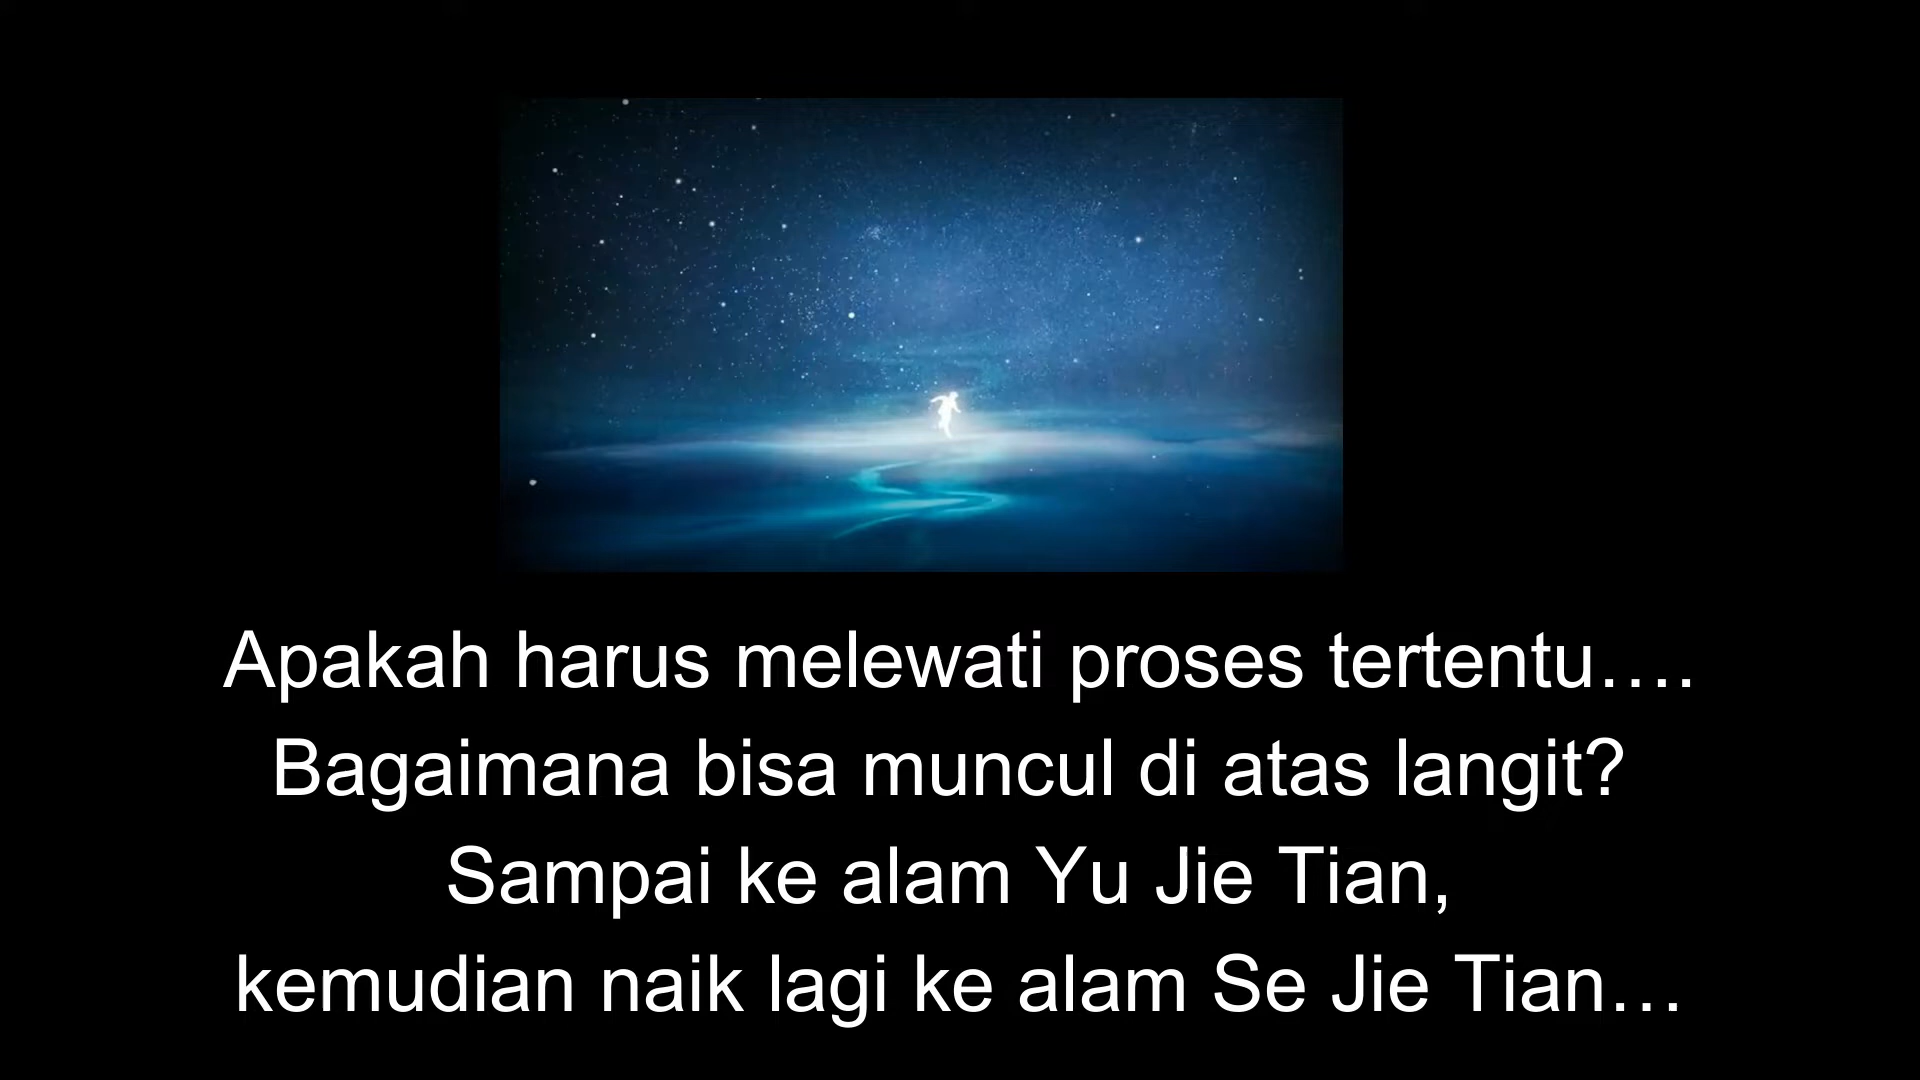 Apakah harus melewati proses tertentu….
Bagaimana bisa muncul di atas langit?
Sampai ke alam Yu Jie Tian,
kemudian naik lagi ke alam Se Jie Tian…